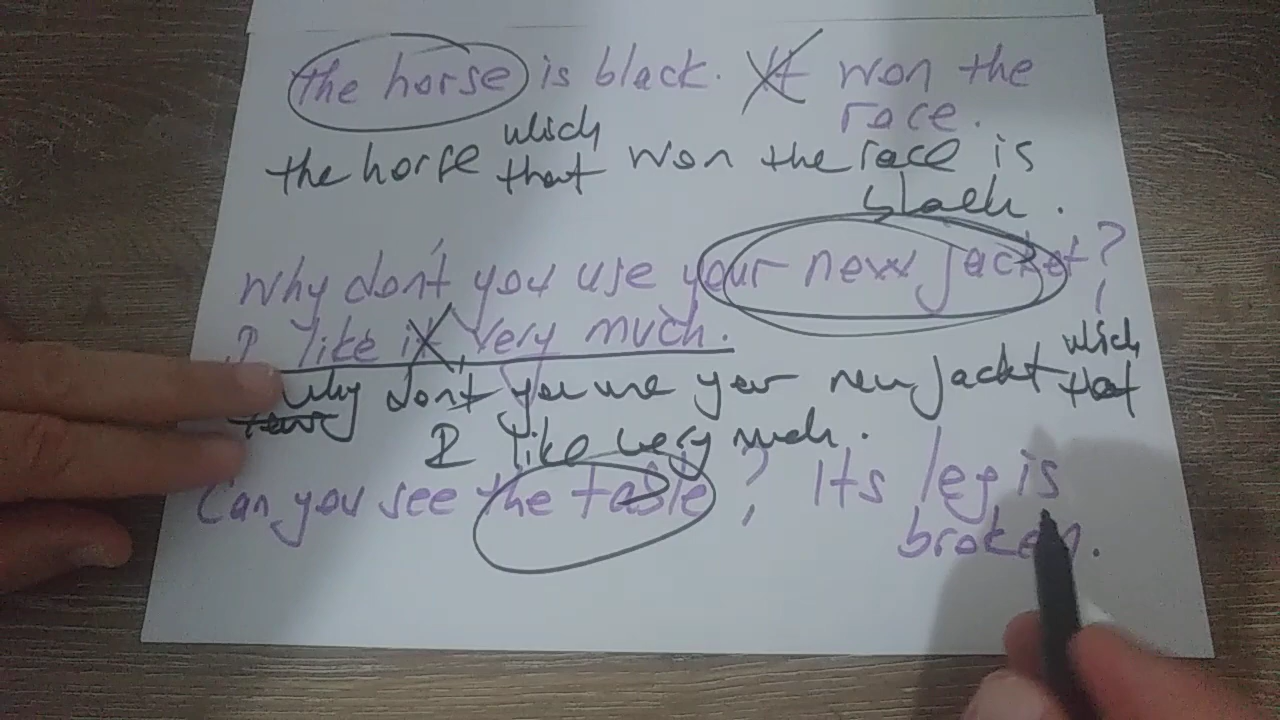 the horse is black. It won the
race.
which
the horse that won the race is
black.
Why don't you use your new jacket?
I like it very much.
which
why don't you use your new jacket that
I like very much.
Can you see the table? Its leg is
broken.